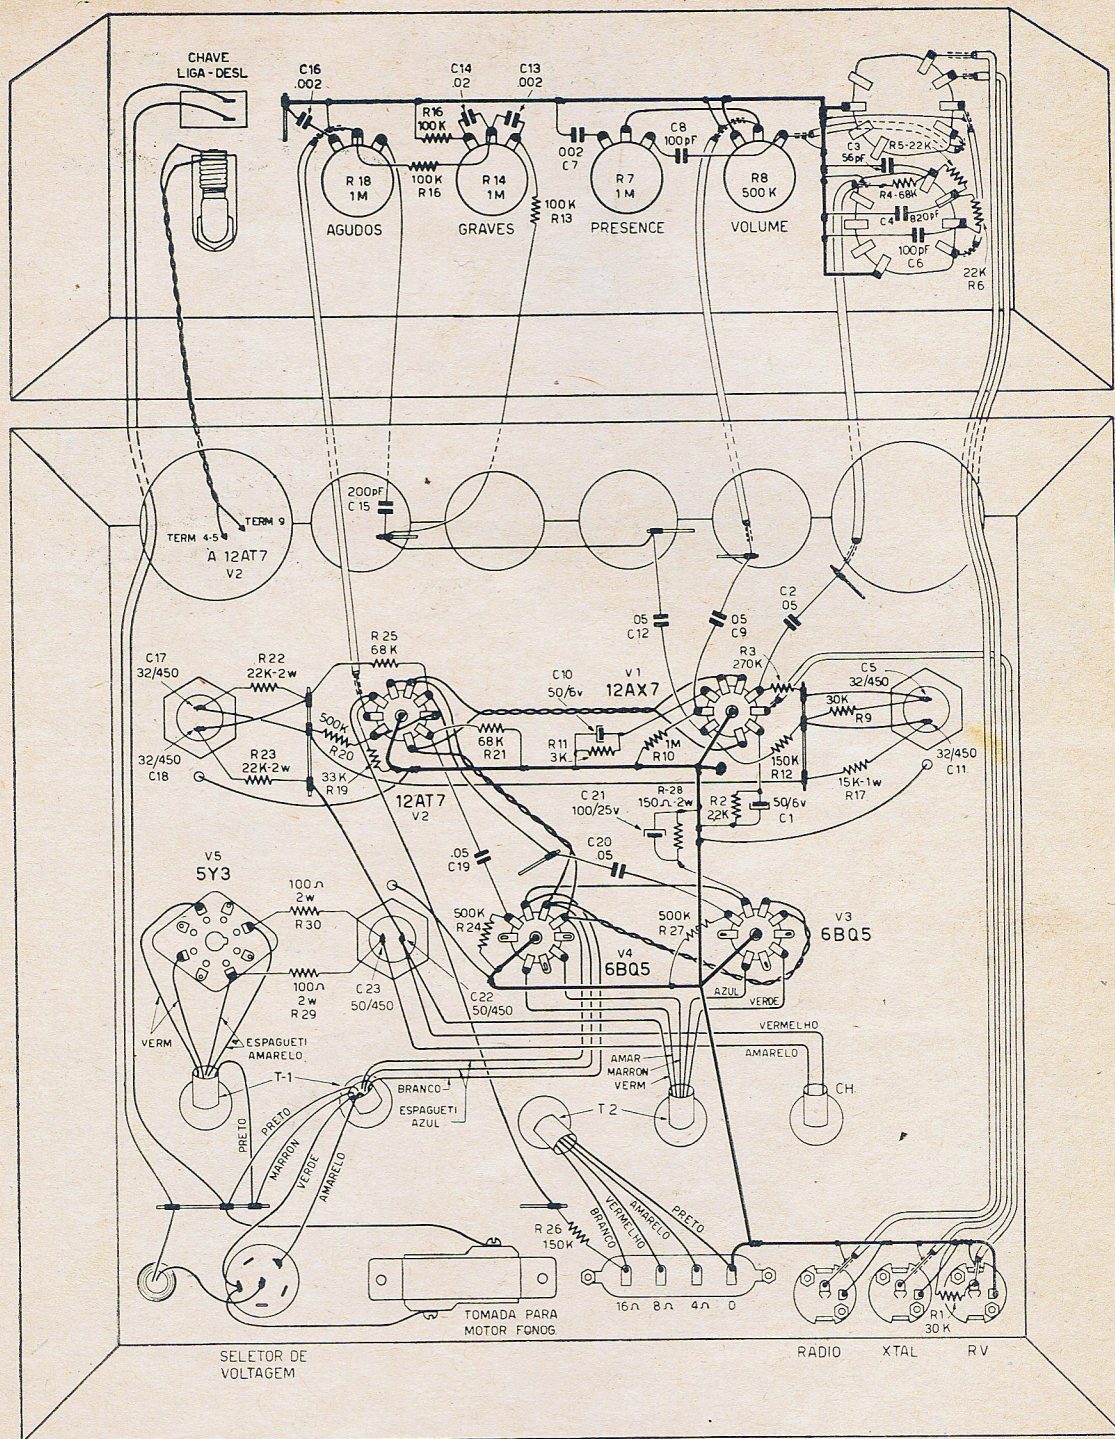 CHAVE
LIGA-DESL
C16
.002
C14
.02
C13
.002
R16
100K
100K
R16
R18
1M
AGUDOS
R14
1M
GRAVES
100K
R13
002
C7
C8
100pF
R7
1M
PRESENCE
R8
500K
VOLUME
C3
56pF
R5-22K
R4-68K
C4
820pF
100pF
C6
22K
R6
200pF
C15
TERM 9
TERM 4-5
A 12AT7
V2
05
C12
05
C9
C2
05
C17
32/450
R22
22K-2w
R25
68K
C10
50/6v
V1
12AX7
R3
270K
C5
32/450
30K
R9
500K
R20
68K
R21
R11
3K
1M
R10
150K
R12
32/450
C18
R23
22K-2w
33K
R19
15K-1w
R17
32/450
C11
12AT7
V2
C21
100/25v
R-28
150Ω-2w
R2
22K
50/6v
C1
.05
C19
C20
.05
V5
5Y3
100Ω
2w
R30
500K
R24
V4
6BQ5
500K
R27
V3
6BQ5
100Ω
2w
R29
C23
50/450
C22
50/450
AZUL
VERDE
VERM
ESPAGUETI
AMARELO
VERMELHO
AMARELO
AMAR
MARRON
VERM
T-1
BRANCO
ESPAGUETI
AZUL
T2
CH.
PRETO
PRETO
MARRON
VERDE
AMARELO
R26
150K
BRANCO
VERMELHO
AMARELO
PRETO
16Ω
8Ω
4Ω
0
TOMADA PARA
MOTOR FONOG.
R1
30K
SELETOR DE
VOLTAGEM
RADIO
XTAL
RV